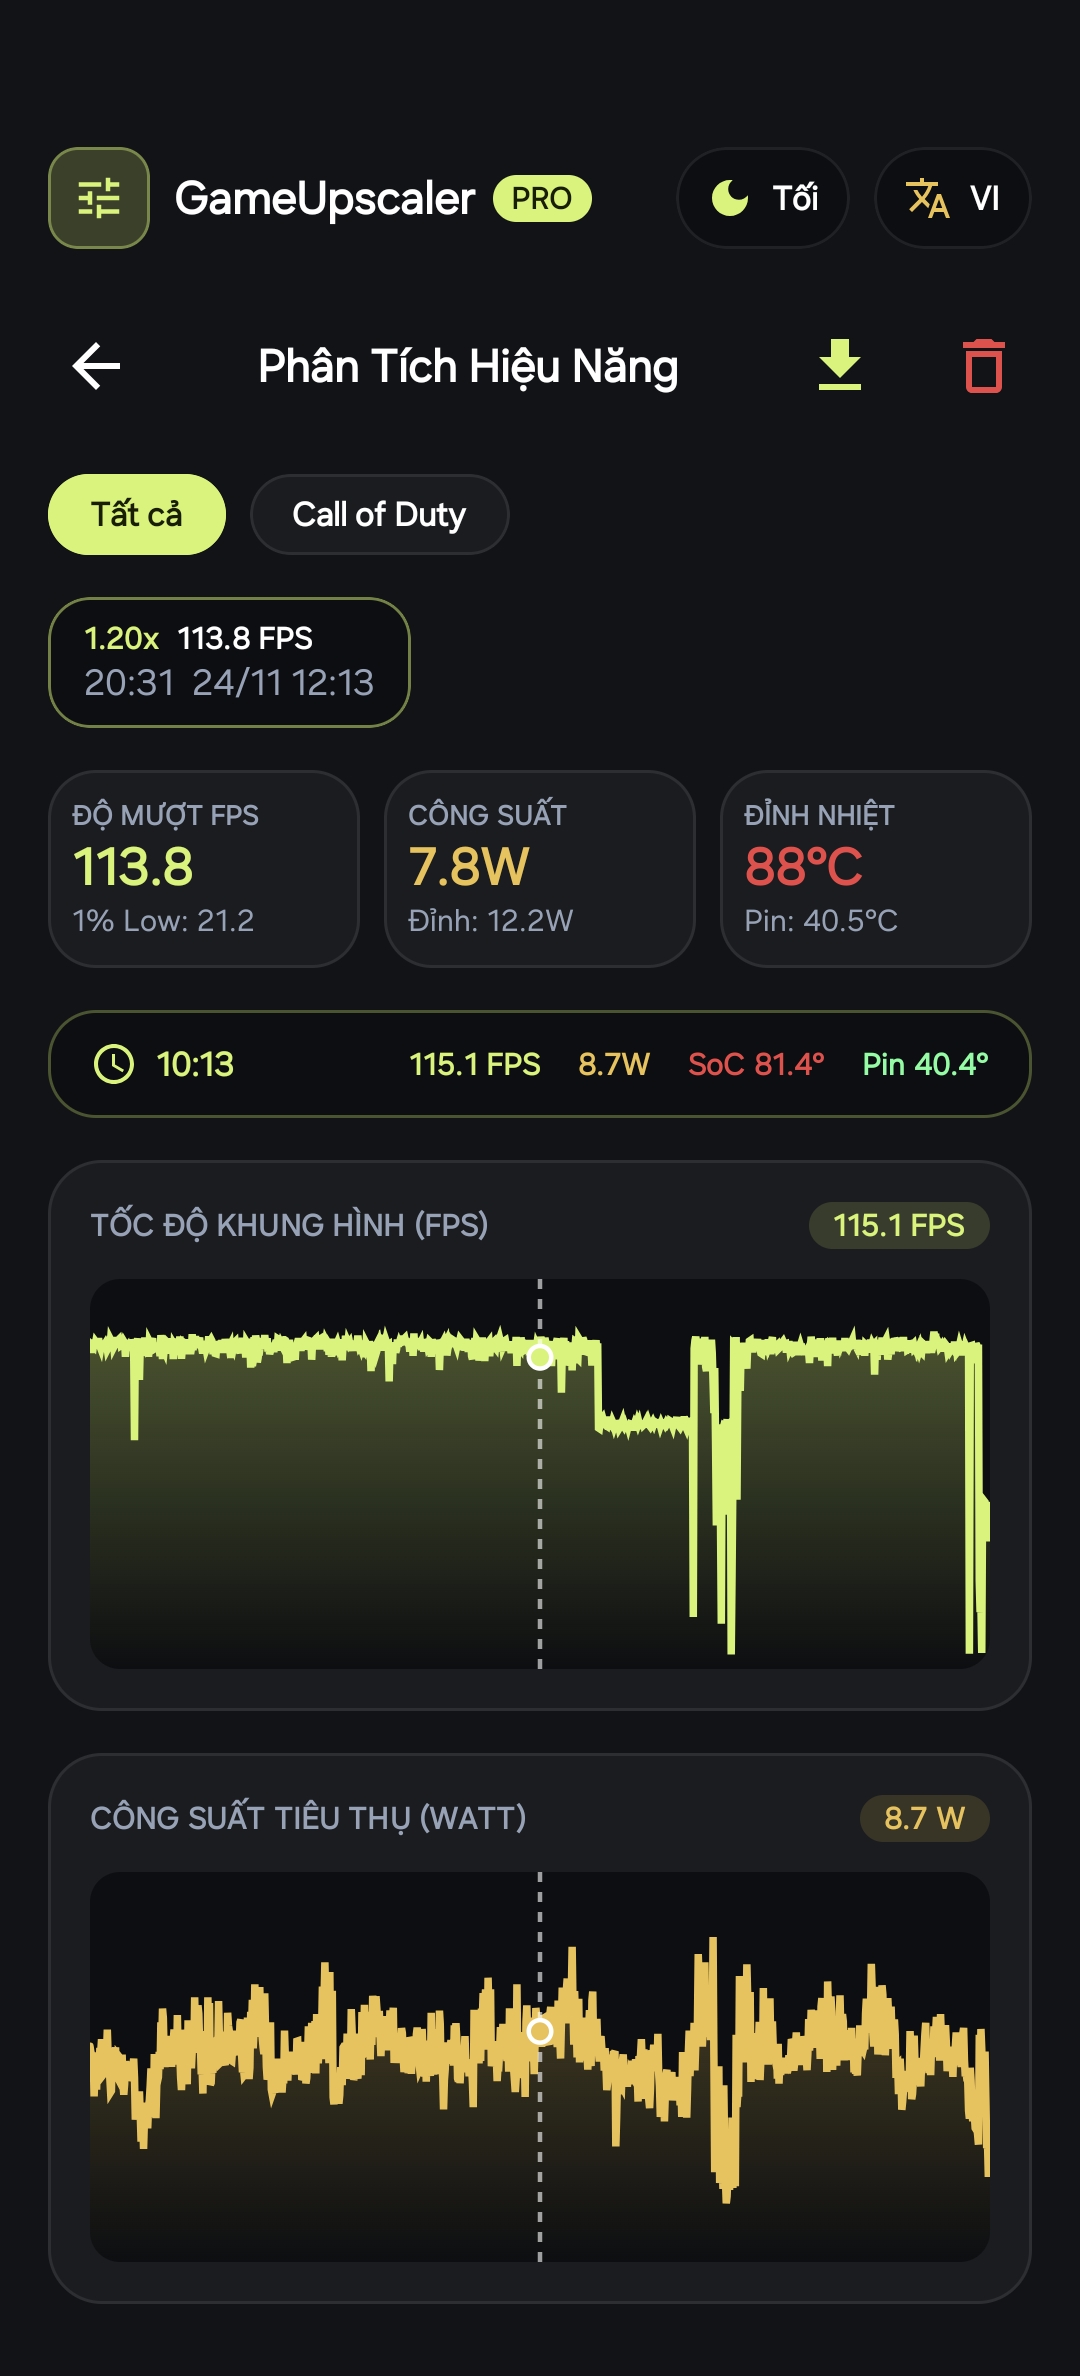 GameUpscaler PRO Tối VI
Phân Tích Hiệu Năng
Tất cả Call of Duty
1.20x 113.8 FPS
20:31 24/11 12:13
ĐỘ MƯỢT FPS
113.8
1% Low: 21.2
CÔNG SUẤT
7.8W
Đỉnh: 12.2W
ĐỈNH NHIỆT
88°C
Pin: 40.5°C
10:13 115.1 FPS 8.7W SoC 81.4° Pin 40.4°
TỐC ĐỘ KHUNG HÌNH (FPS) 115.1 FPS
CÔNG SUẤT TIÊU THỤ (WATT) 8.7 W